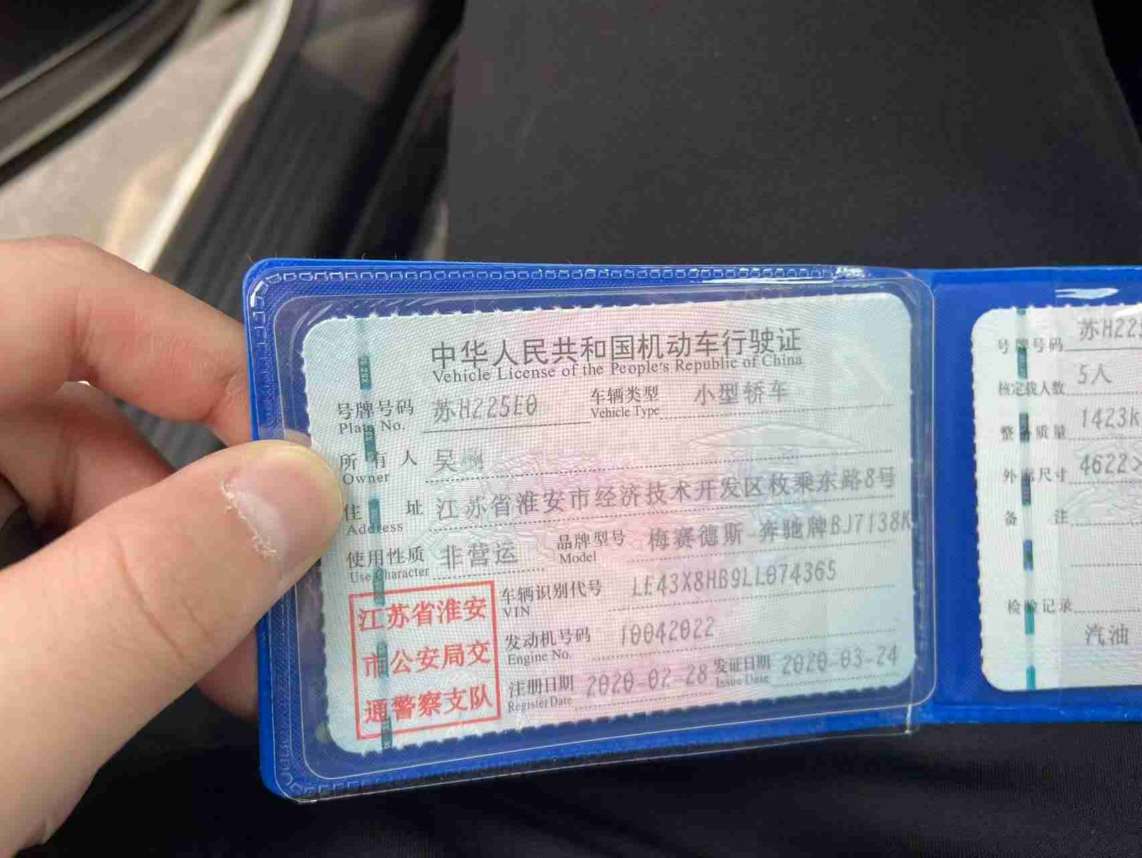 中华人民共和国机动车行驶证
Vehicle License of the People's Republic of China
号牌号码 苏H225E0 车辆类型 小型轿车
Plate No. Vehicle Type
所有人 吴
Owner
住址 江苏省淮安市经济技术开发区枚乘东路8号
Address
使用性质 非营运 品牌型号 梅赛德斯-奔驰牌BJ7138K
Use Character Model
江苏省淮安
市公安局交
通警察支队
车辆识别代号 LE43X8HB9LL074365
VIN
发动机号码 10042022
Engine No.
注册日期 2020-02-28 发证日期 2020-03-24
Register Date Issue Date
号牌号码 苏H22
核定载人数 5人
整备质量 1423K
外廓尺寸 4622
备注
检验记录
汽油